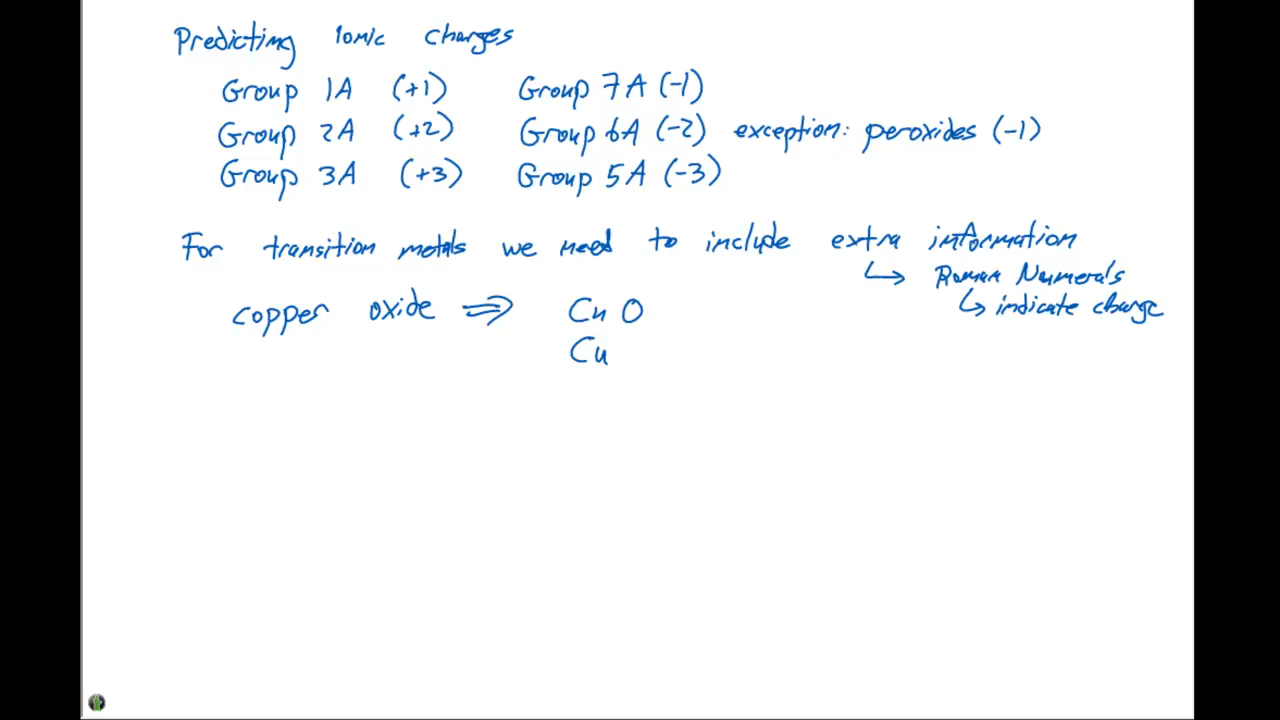 Predicting Ionic charges
Group 1A (+1) Group 7A (-1)
Group 2A (+2) Group 6A (-2) exception: peroxides (-1)
Group 3A (+3) Group 5A (-3)
For transition metals we need to include extra information
↳ Roman Numerals
↳ indicate charge
copper oxide ⇒ CuO
Cu